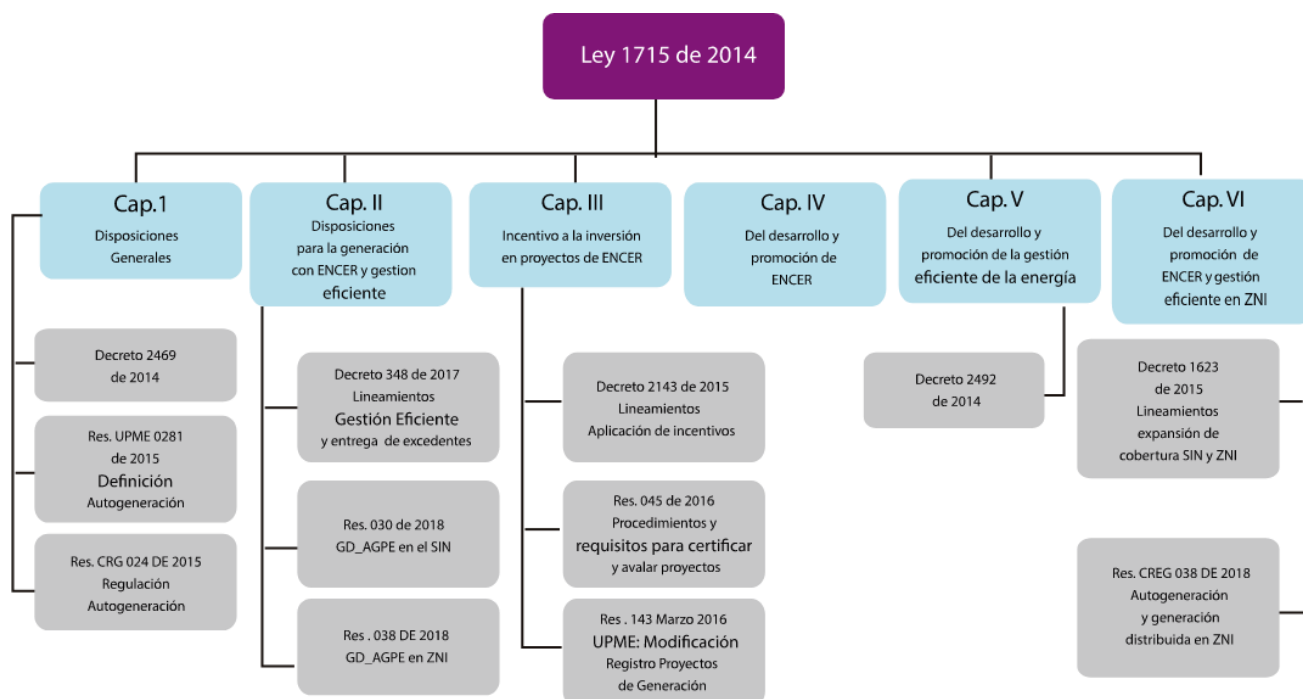 Ley 1715 de 2014
Cap.1
Disposiciones
Generales
Cap. II
Disposiciones
para la generación
con ENCER y gestion
eficiente
Cap. III
Incentivo a la inversión
en proyectos de ENCER
Cap. IV
Del desarrollo y
promoción de
ENCER
Cap. V
Del desarrollo y
promoción de la gestión
eficiente de la energía
Cap. VI
Del desarrollo y
promoción de
ENCER y gestión
eficiente en ZNI
Decreto 2469
de 2014
Res. UPME 0281
de 2015
Definición
Autogeneración
Res. CRG 024 DE 2015
Regulación
Autogeneración
Decreto 348 de 2017
Lineamientos
Gestión Eficiente
y entrega de excedentes
Res. 030 de 2018
GD_AGPE en el SIN
Res . 038 DE 2018
GD_AGPE en ZNI
Decreto 2143 de 2015
Lineamientos
Aplicación de incentivos
Res. 045 de 2016
Procedimientos y
requisitos para certificar
y avalar proyectos
Res . 143 Marzo 2016
UPME: Modificación
Registro Proyectos
de Generación
Decreto 2492
de 2014
Decreto 1623
de 2015
Lineamientos
expansión de
cobertura SIN y ZNI
Res. CREG 038 DE 2018
Autogeneración
y generación
distribuida en ZNI